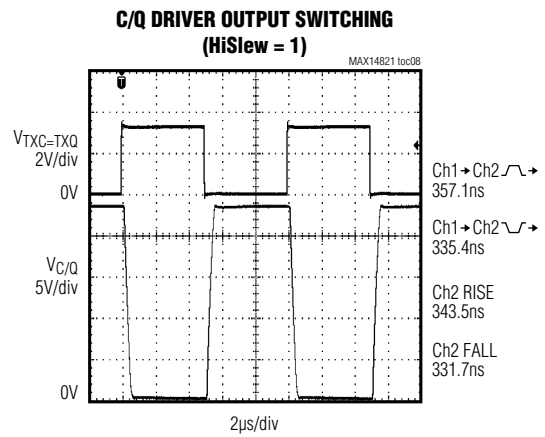 C/Q DRIVER OUTPUT SWITCHING
(HiSlew = 1)
MAX14821 toc08
T
VTXC=TXQ
2V/div
0V
VC/Q
5V/div
0V
Ch1→Ch2
357.1ns
Ch1→Ch2
335.4ns
Ch2 RISE
343.5ns
Ch2 FALL
331.7ns
2µs/div